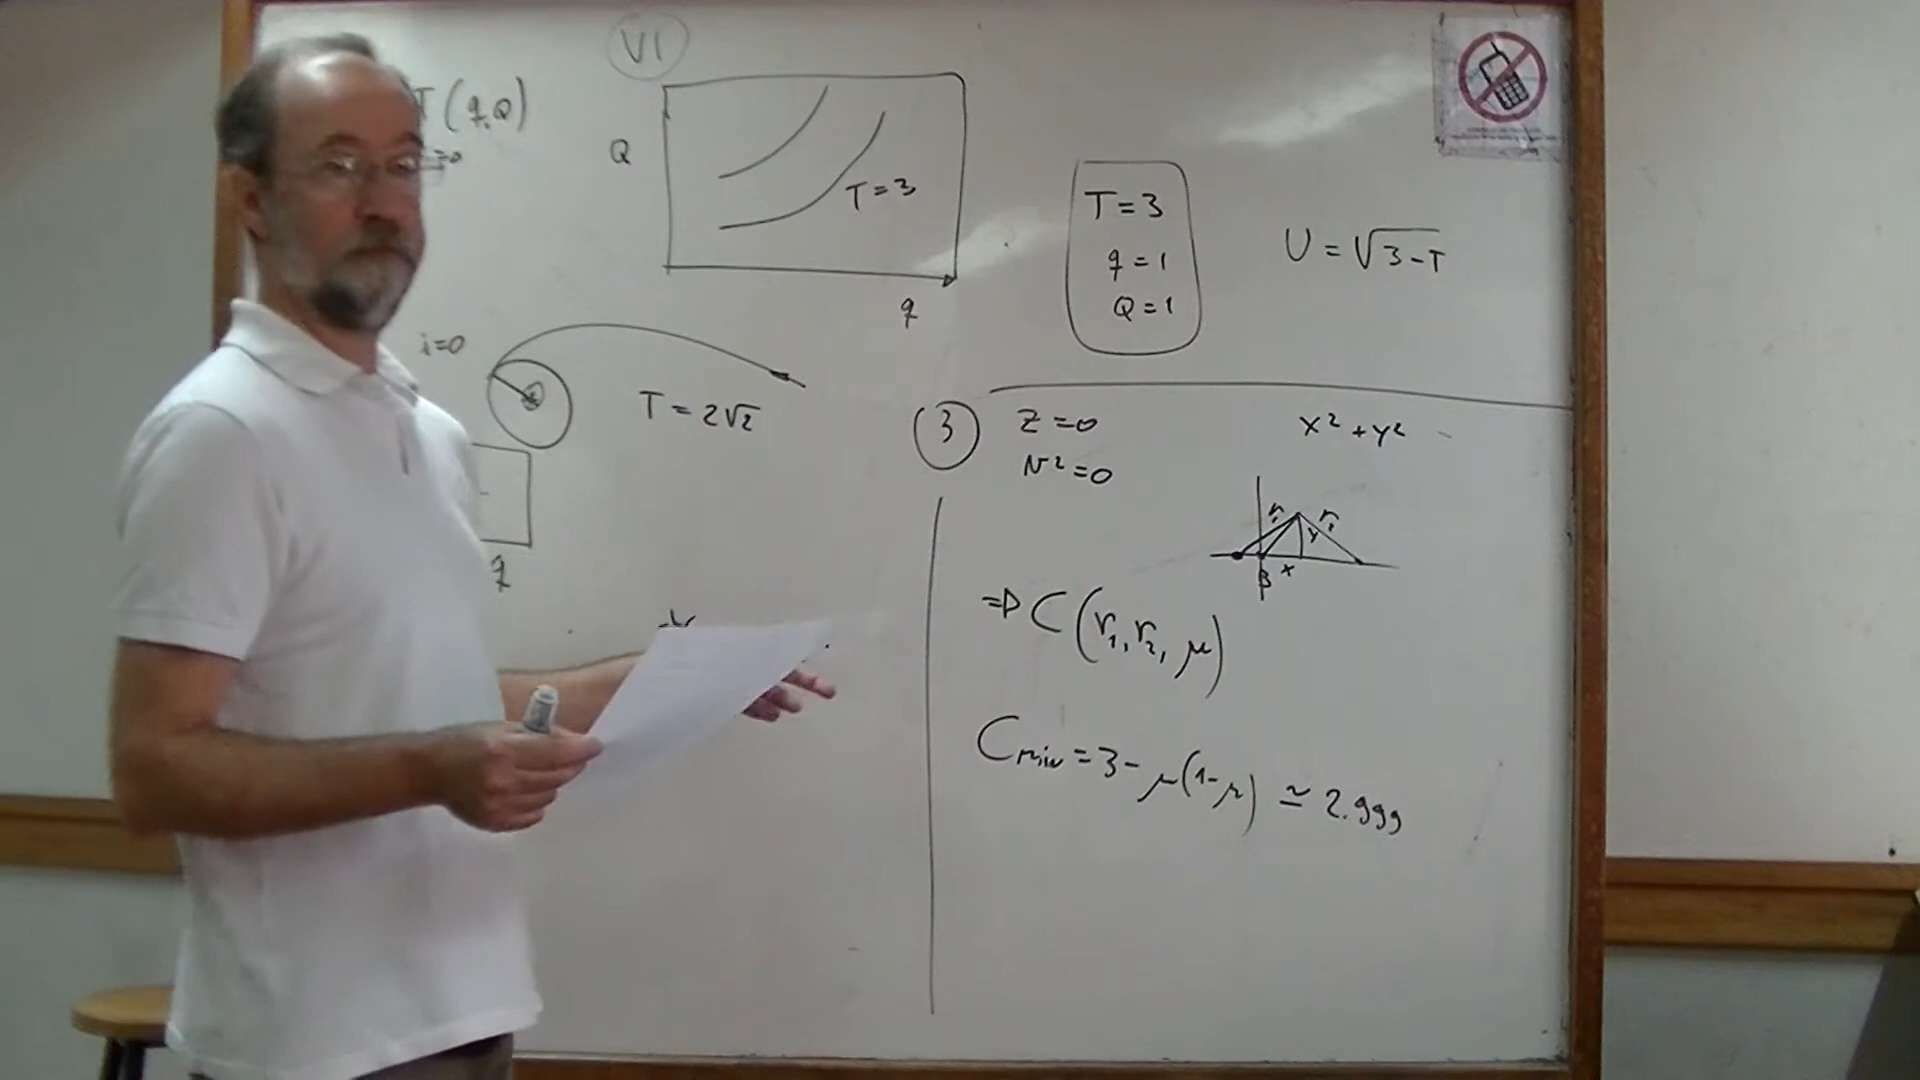 VI
T(q,Q)
Q
T=3
q
T=3
q=1
Q=1
U=√3-T
i=0
T=2√2
q
3
z=0
v²=0
x²+y²
r₁
r₂
y
B
x
⇒ C(r₁, r₂, μ)
Cmin = 3-μ(1-μ) ≃ 2.999